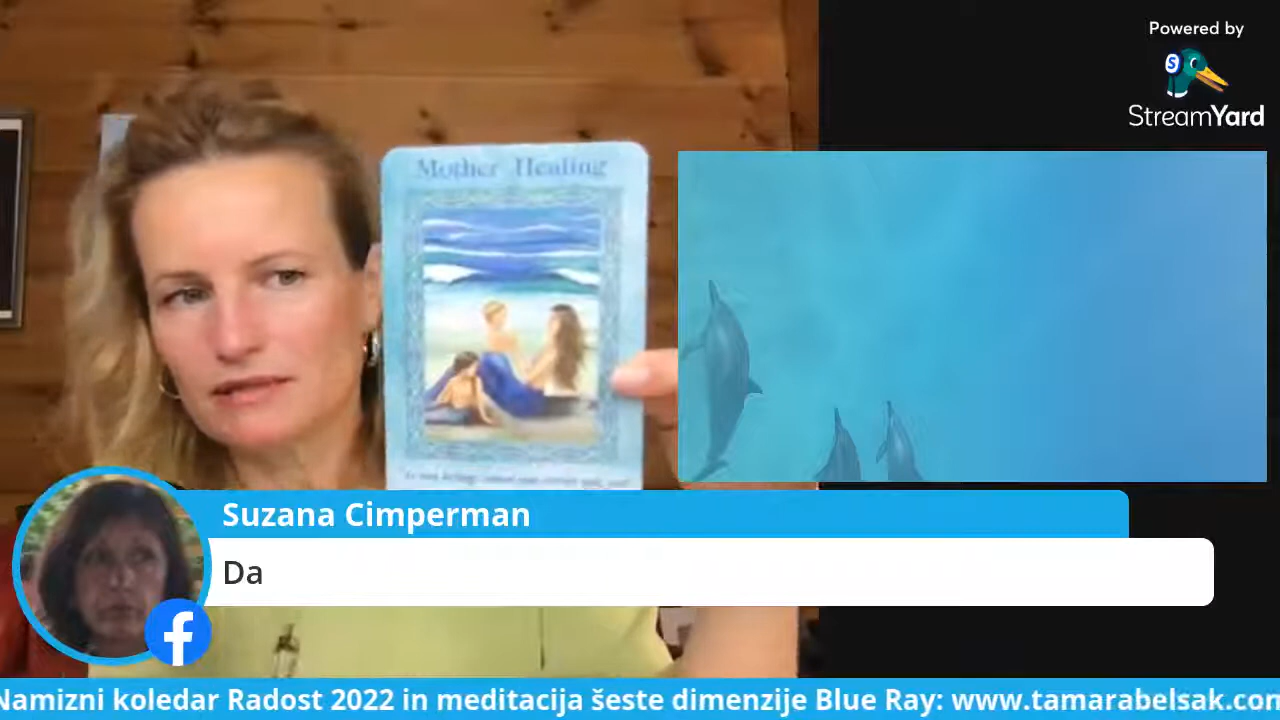 Powered by
StreamYard
Mother Healing
Suzana Cimperman
Da
Namizni koledar Radost 2022 in meditacija šeste dimenzije Blue Ray: www.tamarabelsak.com